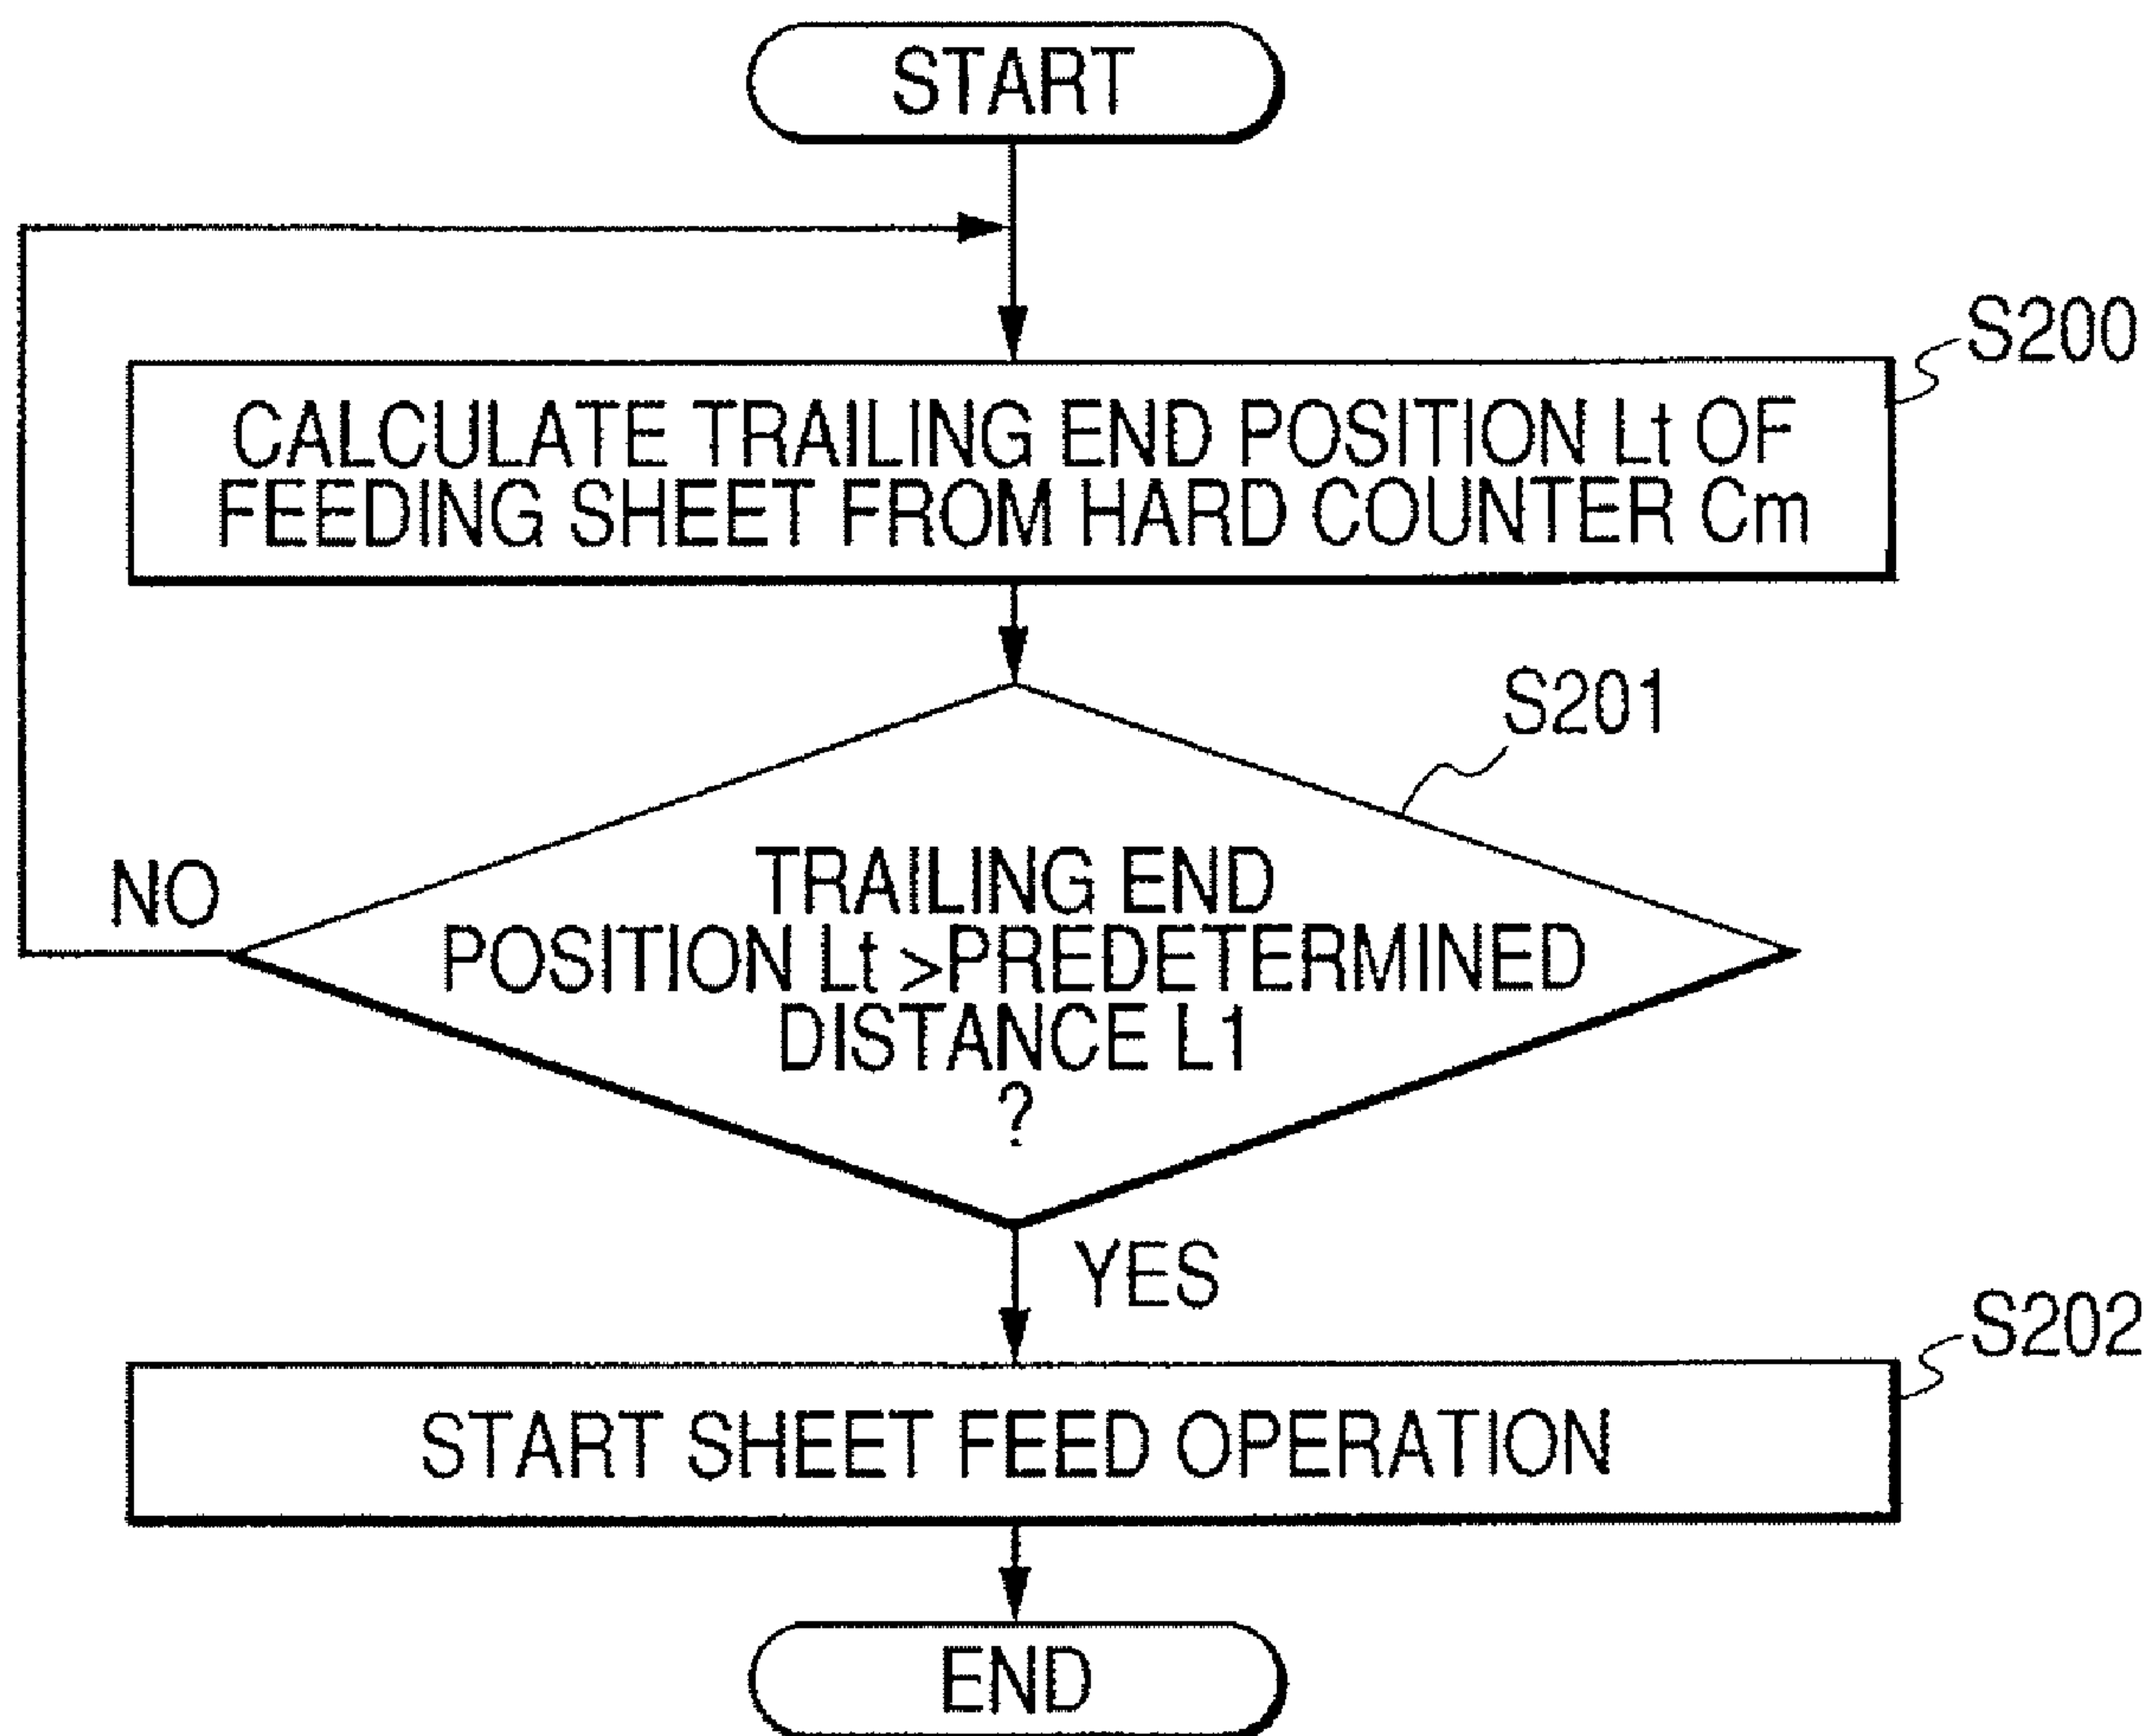 START
S200
CALCULATE TRAILING END POSITION Lt OF
FEEDING SHEET FROM HARD COUNTER Cm
S201
TRAILING END
POSITION Lt >PREDETERMINED
DISTANCE L1
?
NO
YES
S202
START SHEET FEED OPERATION
END